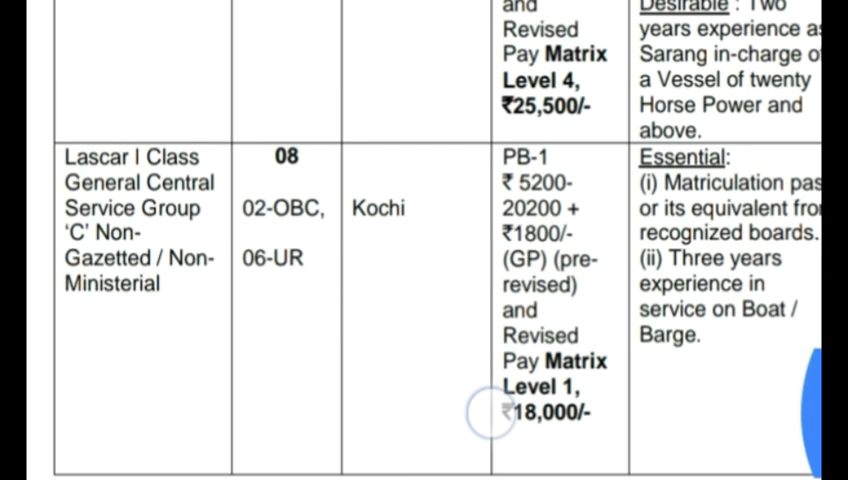 and
Revised
Pay Matrix
Level 4,
₹25,500/-
Desirable : Two
years experience as
Sarang in-charge of
a Vessel of twenty
Horse Power and
above.
Lascar I Class
General Central
Service Group
‘C’ Non-
Gazetted / Non-
Ministerial
08
02-OBC,
06-UR
Kochi
PB-1
₹ 5200-
20200 +
₹1800/-
(GP) (pre-
revised)
and
Revised
Pay Matrix
Level 1,
₹18,000/-
Essential:
(i) Matriculation pas
or its equivalent fro
recognized boards.
(ii) Three years
experience in
service on Boat /
Barge.